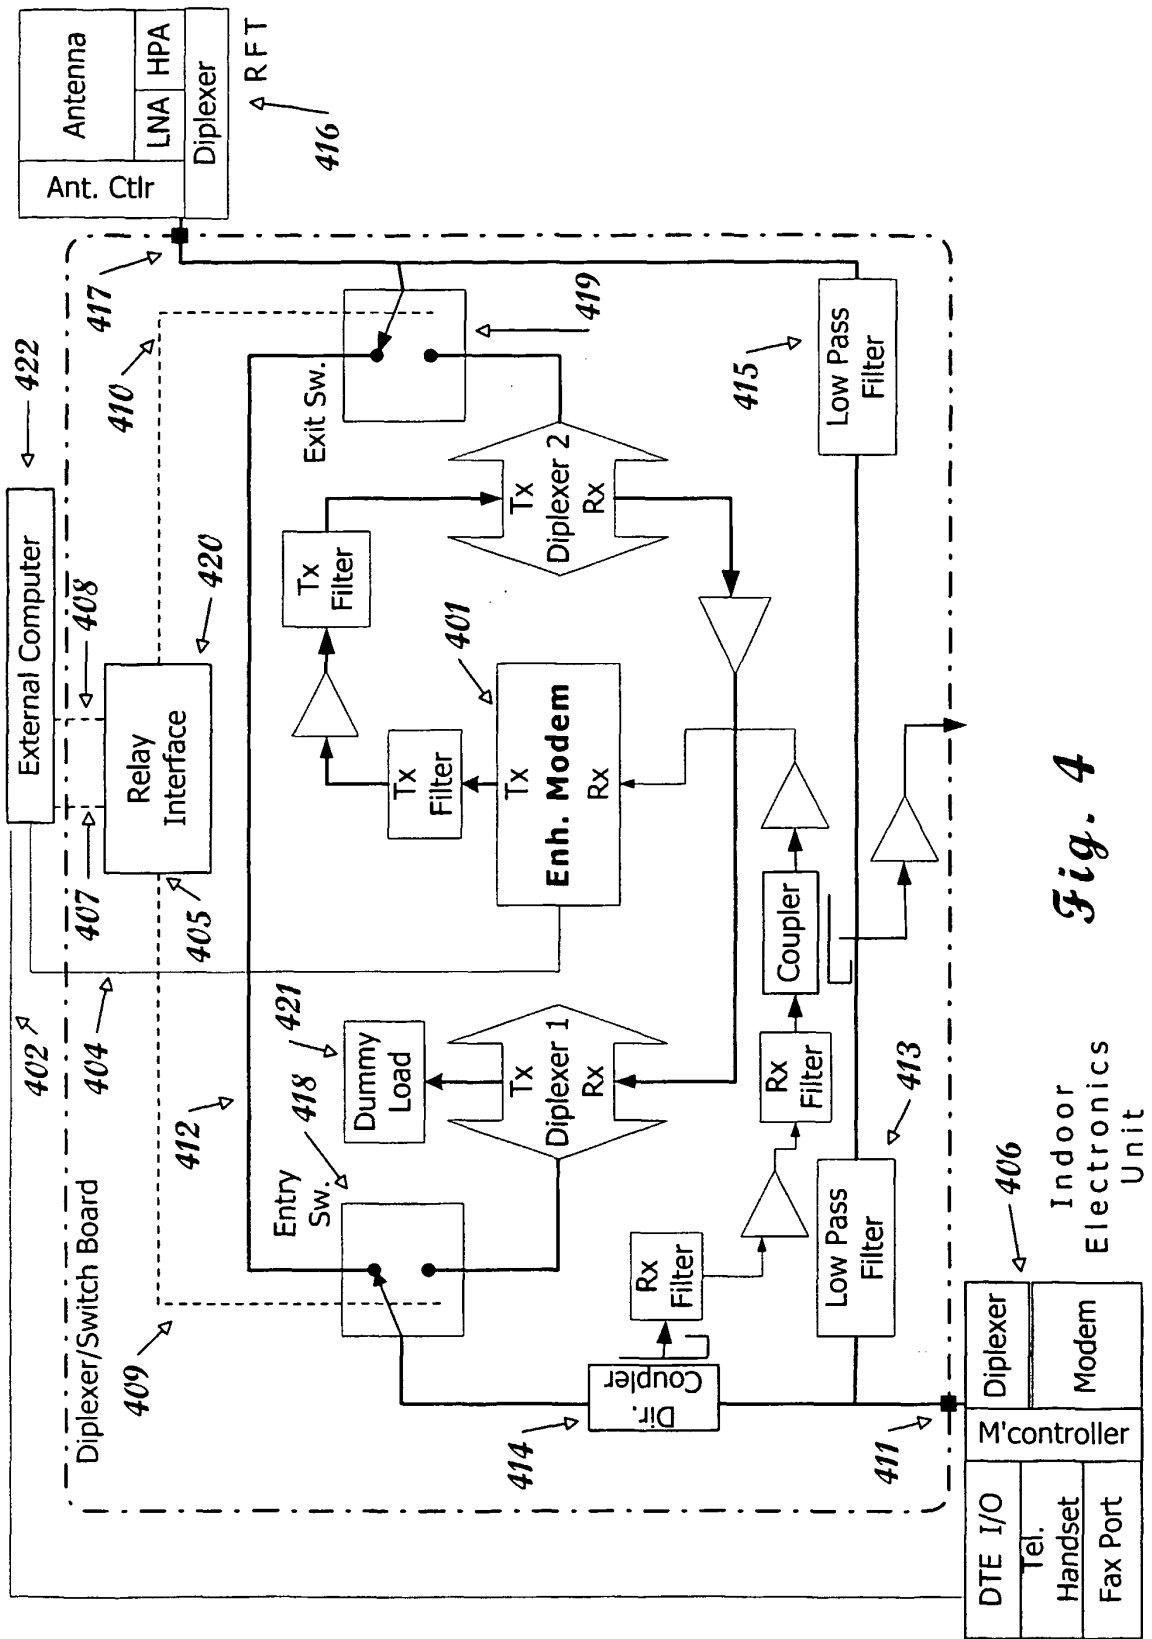 External Computer
422
402
404
407
408
Relay
Interface
405
420
409
410
412
Diplexer/Switch Board
Ant. Ctlr
Antenna
LNA
HPA
Diplexer
RFT
416
417
Entry
Sw.
418
Exit Sw.
419
Dummy
Load
421
Tx
Filter
Tx
Filter
Tx
Diplexer 1
Rx
Tx
Enh. Modem
Rx
401
Tx
Diplexer 2
Rx
Dir.
Coupler
414
Rx
Filter
Rx
Filter
Coupler
Low Pass
Filter
413
Low Pass
Filter
415
411
406
DTE I/O
Tel.
Handset
Fax Port
M'controller
Diplexer
Modem
Indoor
Electronics
Unit
Fig. 4